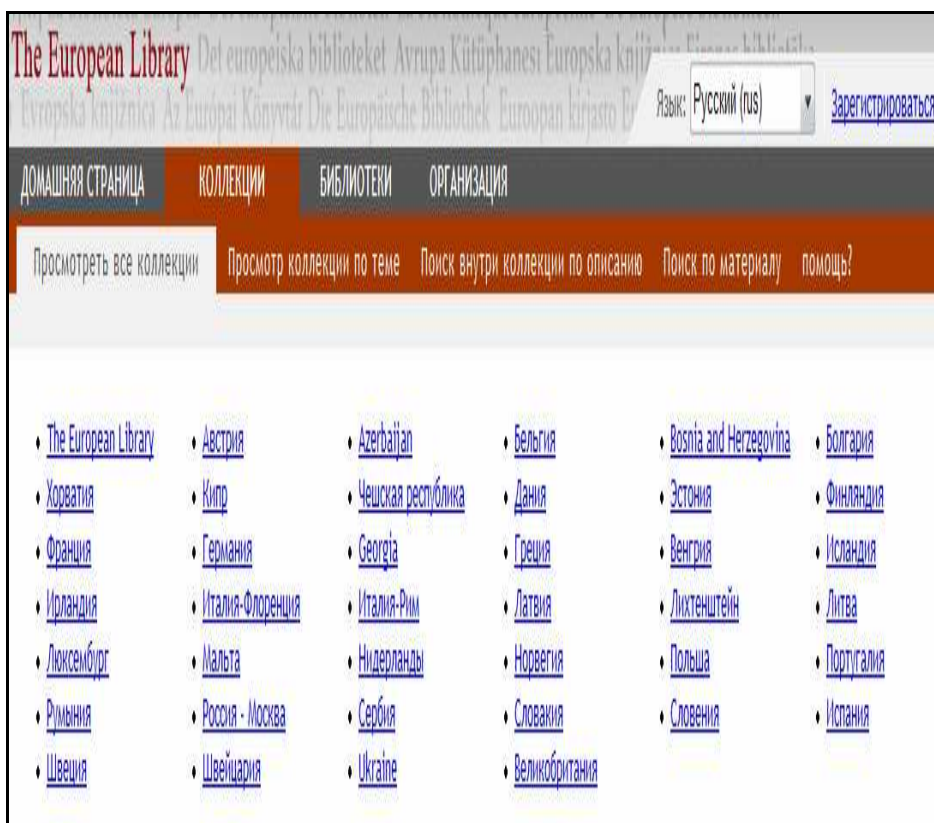 The European Library
Det europeiska biblioteket Avrupa Kütüphanesi Europska
Evropska knjižnica Az Európai Könyvtár Die Europäische Bibliothek Euroopan kirjasto
Язык: Русский (rus) Зарегистрироваться
ДОМАШНЯЯ СТРАНИЦА КОЛЛЕКЦИИ БИБЛИОТЕКИ ОРГАНИЗАЦИЯ
Просмотреть все коллекции Просмотр коллекции по теме Поиск внутри коллекции по описанию Поиск по материалу помощь?
• The European Library • Австрия • Azerbaijan • Бельгия • Bosnia and Herzegovina • Болгария
• Хорватия • Кипр • Чешская республика • Дания • Эстония • Финляндия
• Франция • Германия • Georgia • Греция • Венгрия • Исландия
• Ирландия • Италия-Флоренция • Италия-Рим • Латвия • Лихтенштейн • Литва
• Люксембург • Мальта • Нидерланды • Норвегия • Польша • Португалия
• Румыния • Россия - Москва • Сербия • Словакия • Словения • Испания
• Швеция • Швейцария • Ukraine • Великобритания